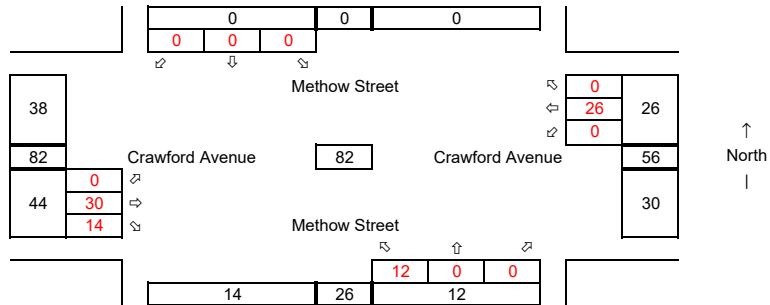 0 0 0
0 0 0
⬃ ⇩ ⬂
Methow Street
38 ⬁ 0
⇦ 26 26 ↑
⬃ 0
82 Crawford Avenue 82 Crawford Avenue 56 North
0 ⬀ |
44 30 ⇨ 30
14 ⬂ Methow Street
⬁ ⇧ ⬀
12 0 0
14 26 12